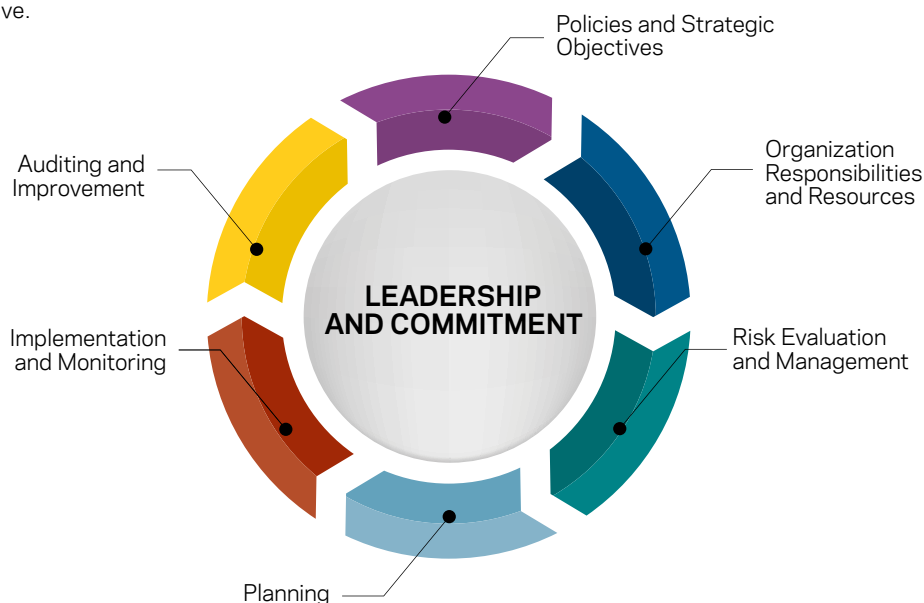 ve.
Policies and Strategic
Objectives
Organization
Responsibilities
and Resources
Auditing and
Improvement
LEADERSHIP
AND COMMITMENT
Implementation
and Monitoring
Risk Evaluation
and Management
Planning